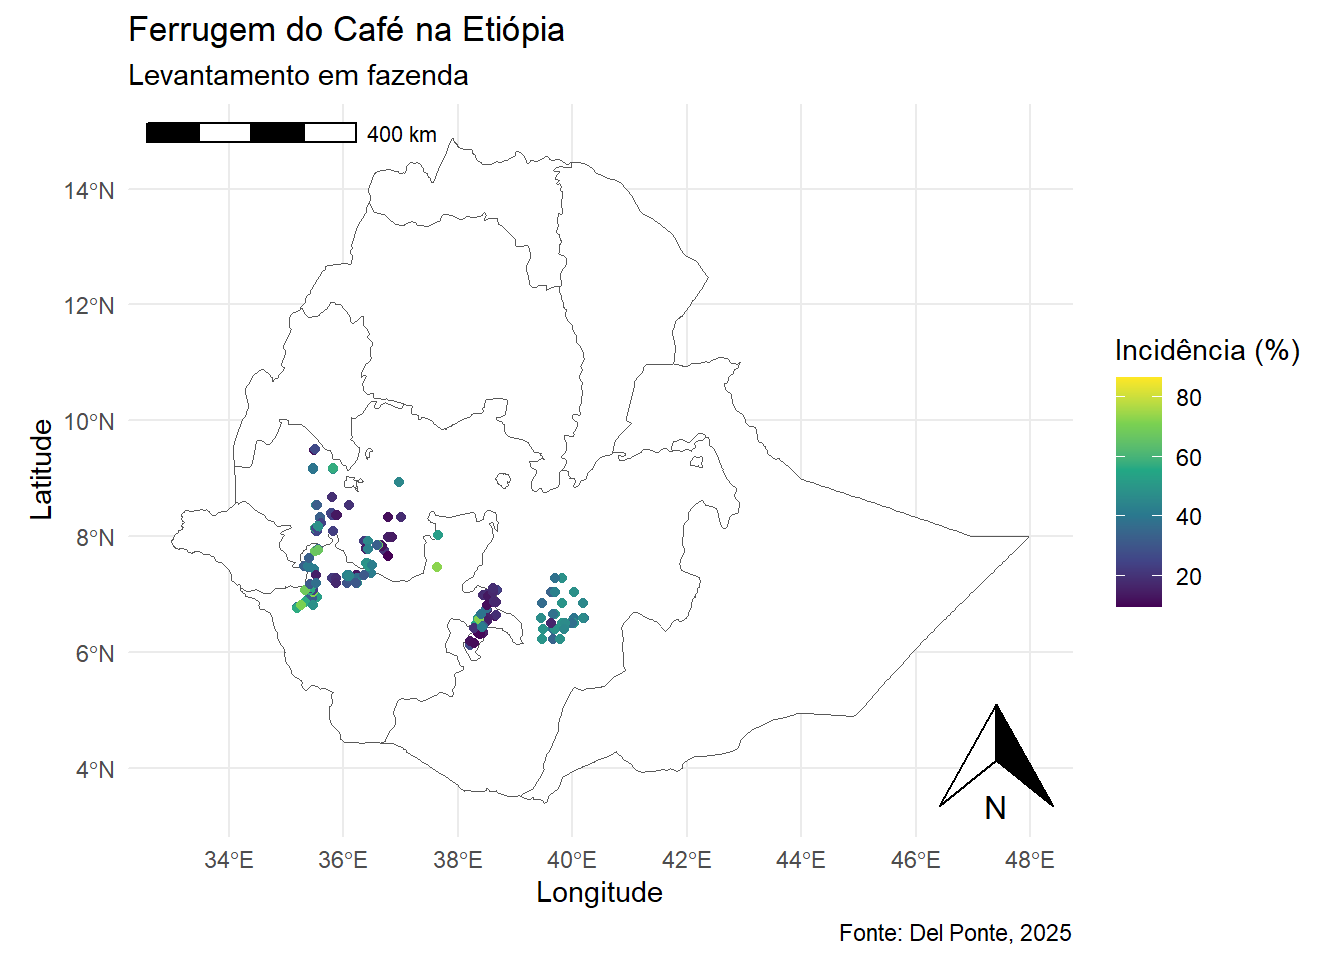 Ferrugem do Café na Etiópia
Levantamento em fazenda
400 km
14°N
12°N
10°N
8°N
6°N
4°N
Latitude
34°E 36°E 38°E 40°E 42°E 44°E 46°E 48°E
Longitude
N
Incidência (%)
80
60
40
20
Fonte: Del Ponte, 2025